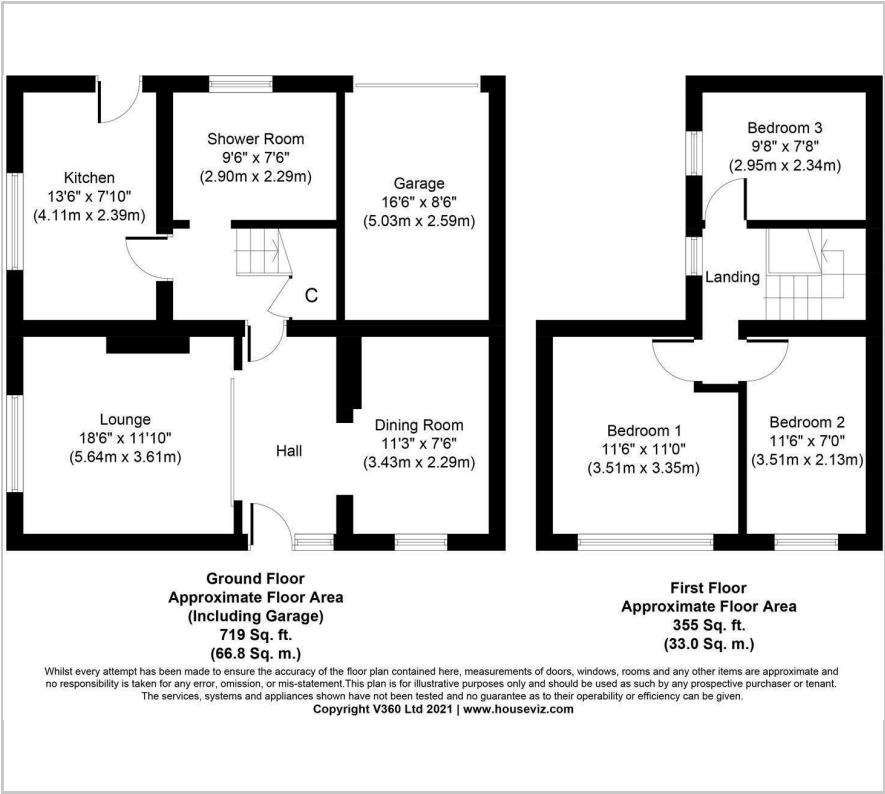 Kitchen
13'6" x 7'10"
(4.11m x 2.39m)
Shower Room
9'6" x 7'6"
(2.90m x 2.29m)
Garage
16'6" x 8'6"
(5.03m x 2.59m)
C
Lounge
18'6" x 11'10"
(5.64m x 3.61m)
Hall
Dining Room
11'3" x 7'6"
(3.43m x 2.29m)
Ground Floor
Approximate Floor Area
(Including Garage)
719 Sq. ft.
(66.8 Sq. m.)
Bedroom 3
9'8" x 7'8"
(2.95m x 2.34m)
Landing
Bedroom 1
11'6" x 11'0"
(3.51m x 3.35m)
Bedroom 2
11'6" x 7'0"
(3.51m x 2.13m)
First Floor
Approximate Floor Area
355 Sq. ft.
(33.0 Sq. m.)
Whilst every attempt has been made to ensure the accuracy of the floor plan contained here, measurements of doors, windows, rooms and any other items are approximate and
no responsibility is taken for any error, omission, or mis-statement.This plan is for illustrative purposes only and should be used as such by any prospective purchaser or tenant.
The services, systems and appliances shown have not been tested and no guarantee as to their operability or efficiency can be given.
Copyright V360 Ltd 2021 | www.houseviz.com